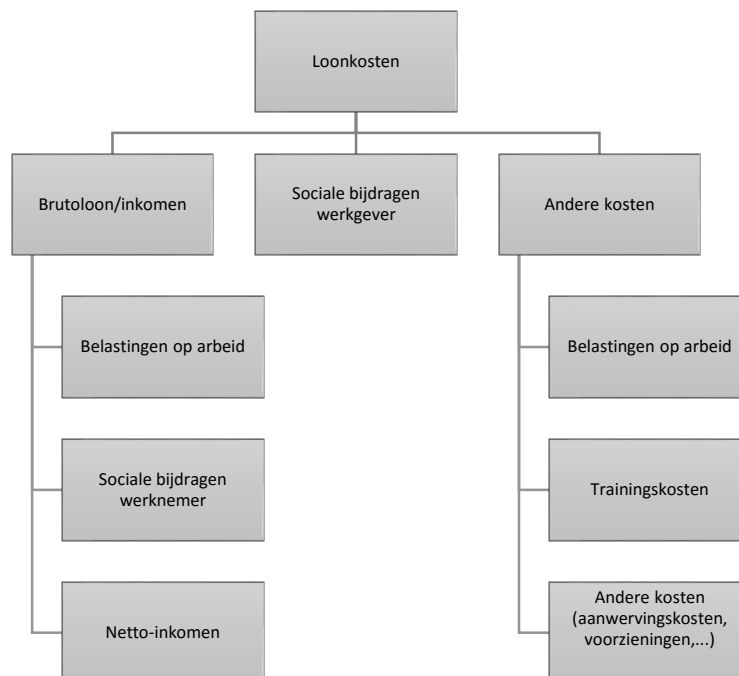 Loonkosten
Brutoloon/inkomen
Sociale bijdragen
werkgever
Andere kosten
Belastingen op arbeid
Sociale bijdragen
werknemer
Netto-inkomen
Belastingen op arbeid
Trainingskosten
Andere kosten
(aanwervingskosten,
voorzieningen,...)